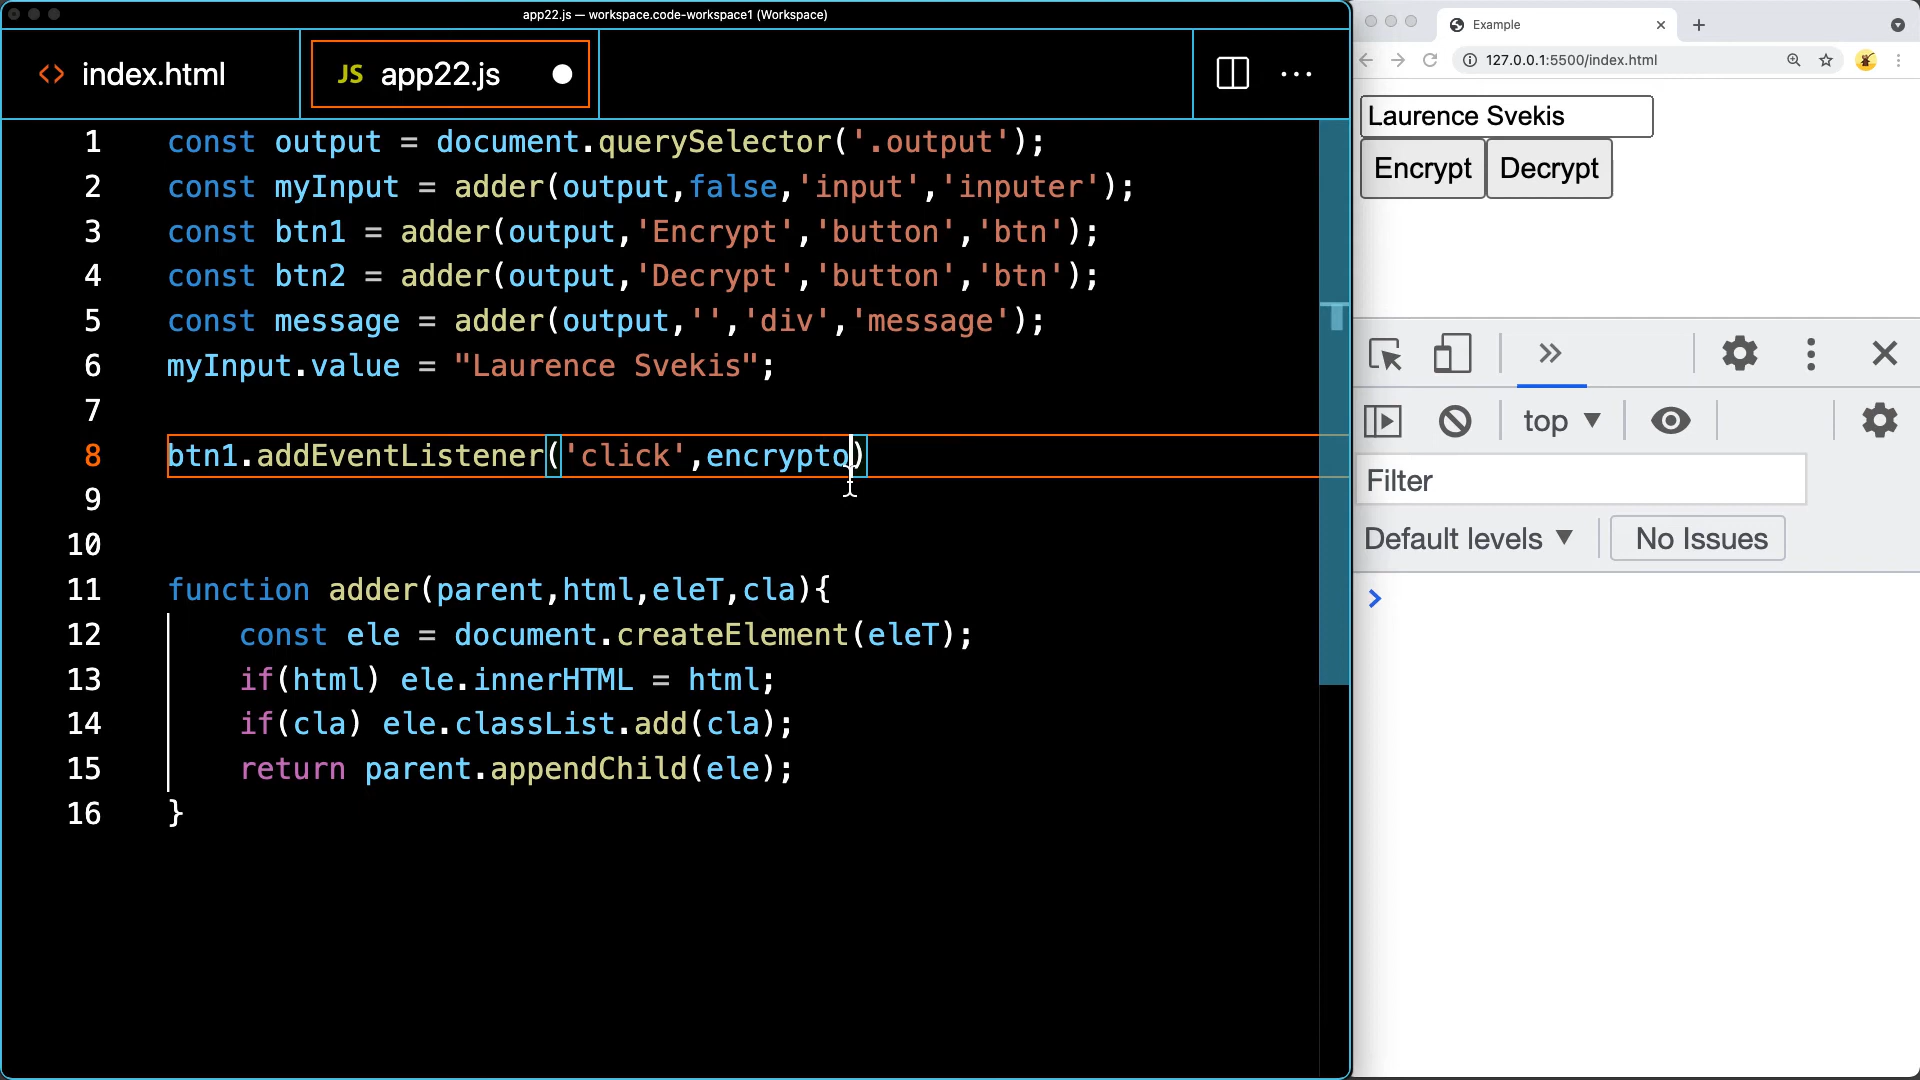 app22.js — workspace.code-workspace1 (Workspace)
<> index.html
JS app22.js
1 const output = document.querySelector('.output');
2 const myInput = adder(output,false,'input','inputer');
3 const btn1 = adder(output,'Encrypt','button','btn');
4 const btn2 = adder(output,'Decrypt','button','btn');
5 const message = adder(output,'','div','message');
6 myInput.value = "Laurence Svekis";
7
8 btn1.addEventListener('click',encrypto)
9
10
11 function adder(parent,html,eleT,cla){
12 const ele = document.createElement(eleT);
13 if(html) ele.innerHTML = html;
14 if(cla) ele.classList.add(cla);
15 return parent.appendChild(ele);
16 }
Example
127.0.0.1:5500/index.html
Laurence Svekis
Encrypt Decrypt
top
Filter
Default levels
No Issues